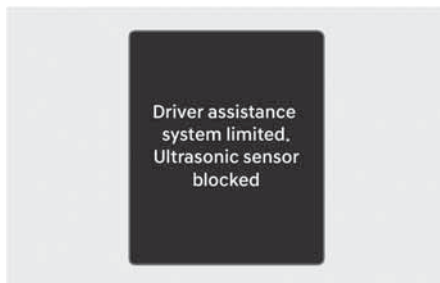 Driver assistance
system limited.
Ultrasonic sensor
blocked